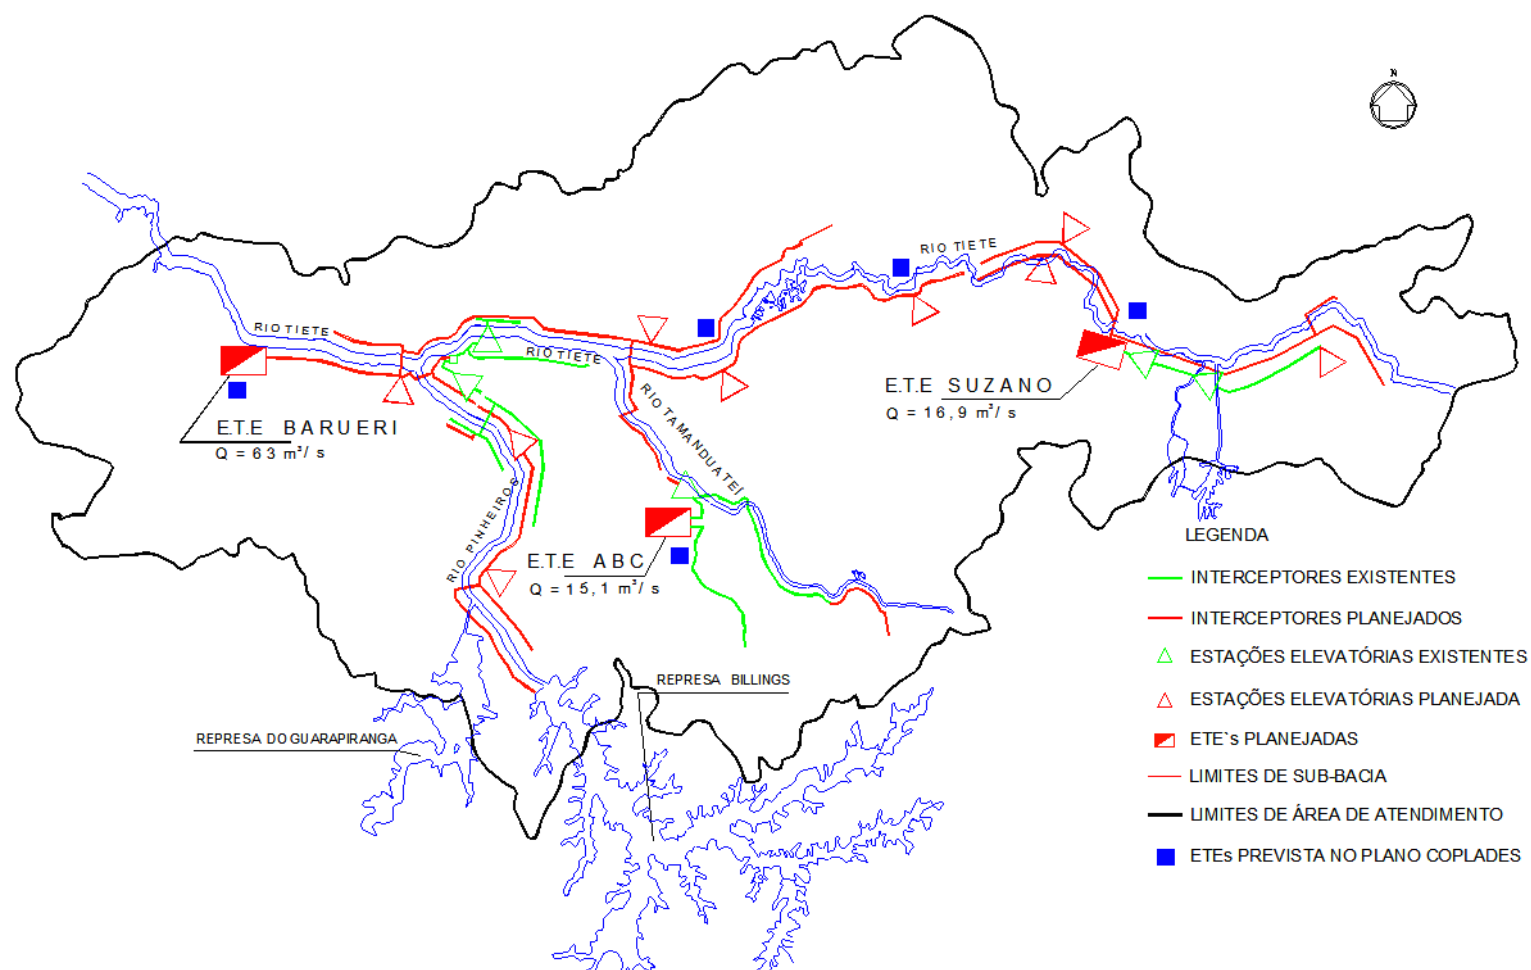 N
RIO TIETE
RIO TIETE
RIO TIETE
E.T.E BARUERI
Q = 63 m³/ s
E.T.E SUZANO
Q = 16,9 m³/ s
RIO TAMANDUATEÍ
RIO PINHEIROS
E.T.E ABC
Q = 15,1 m³/ s
REPRESA BILLINGS
REPRESA DO GUARAPIRANGA
LEGENDA
INTERCEPTORES EXISTENTES
INTERCEPTORES PLANEJADOS
ESTAÇÕES ELEVATÓRIAS EXISTENTES
ESTAÇÕES ELEVATÓRIAS PLANEJADA
ETE`s PLANEJADAS
LIMITES DE SUB-BACIA
LIMITES DE ÁREA DE ATENDIMENTO
ETEs PREVISTA NO PLANO COPLADES